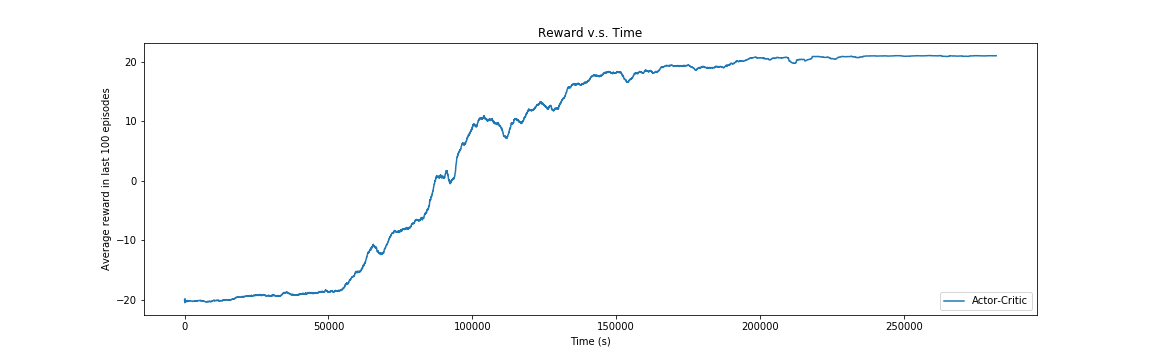 Reward v.s. Time
Average reward in last 100 episodes
20
10
0
−10
−20
0
50000
100000
150000
200000
250000
Time (s)
Actor-Critic